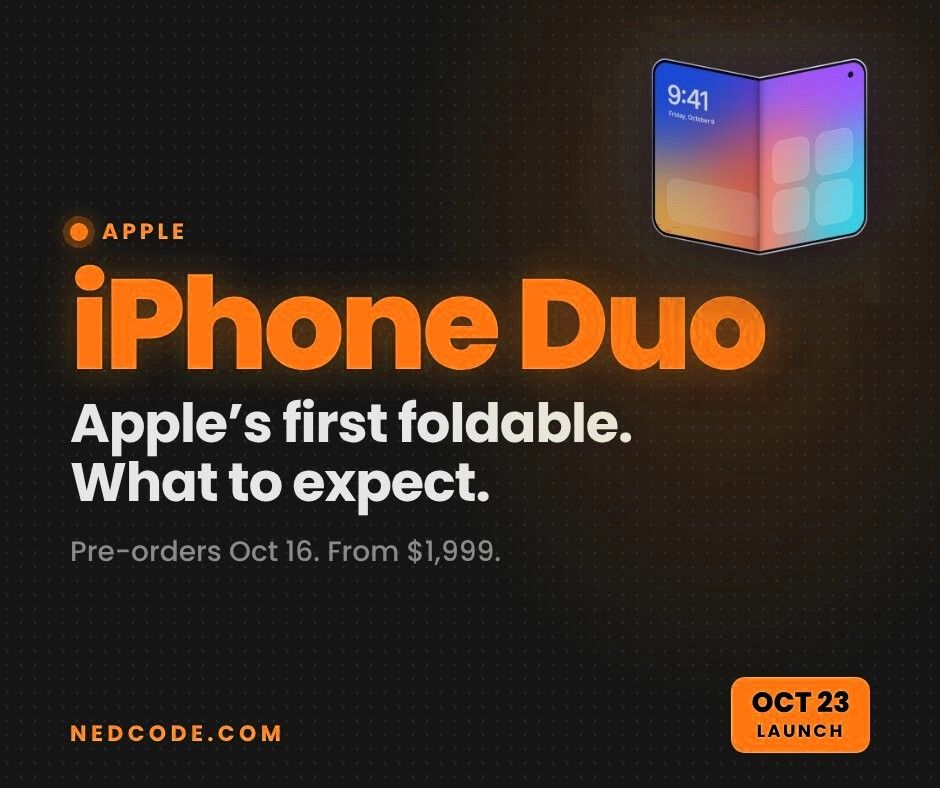 9:41
Friday, October 9
APPLE
iPhone Duo
Apple’s first foldable.
What to expect.
Pre-orders Oct 16. From $1,999.
NEDCODE.COM
OCT 23
LAUNCH